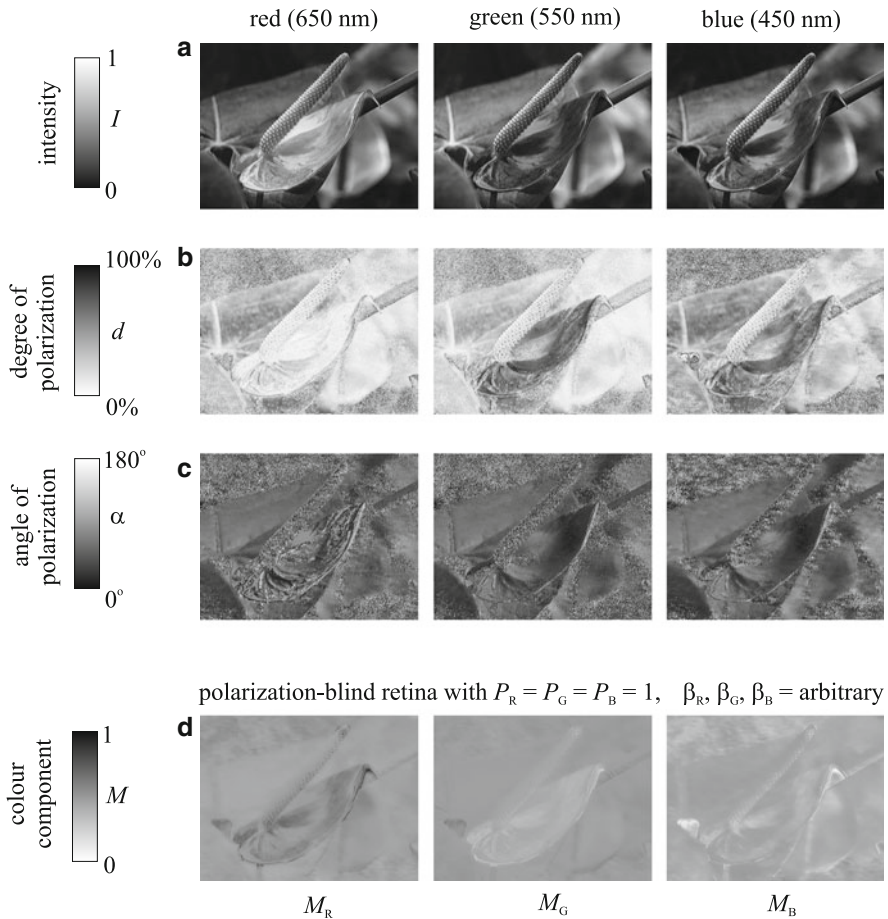 red (650 nm) green (550 nm) blue (450 nm)
a
intensity
1
I
0
b
degree of
polarization
100%
d
0%
c
angle of
polarization
180°
α
0°
polarization-blind retina with P_R = P_G = P_B = 1, β_R, β_G, β_B = arbitrary
d
colour
component
1
M
0
M_R M_G M_B